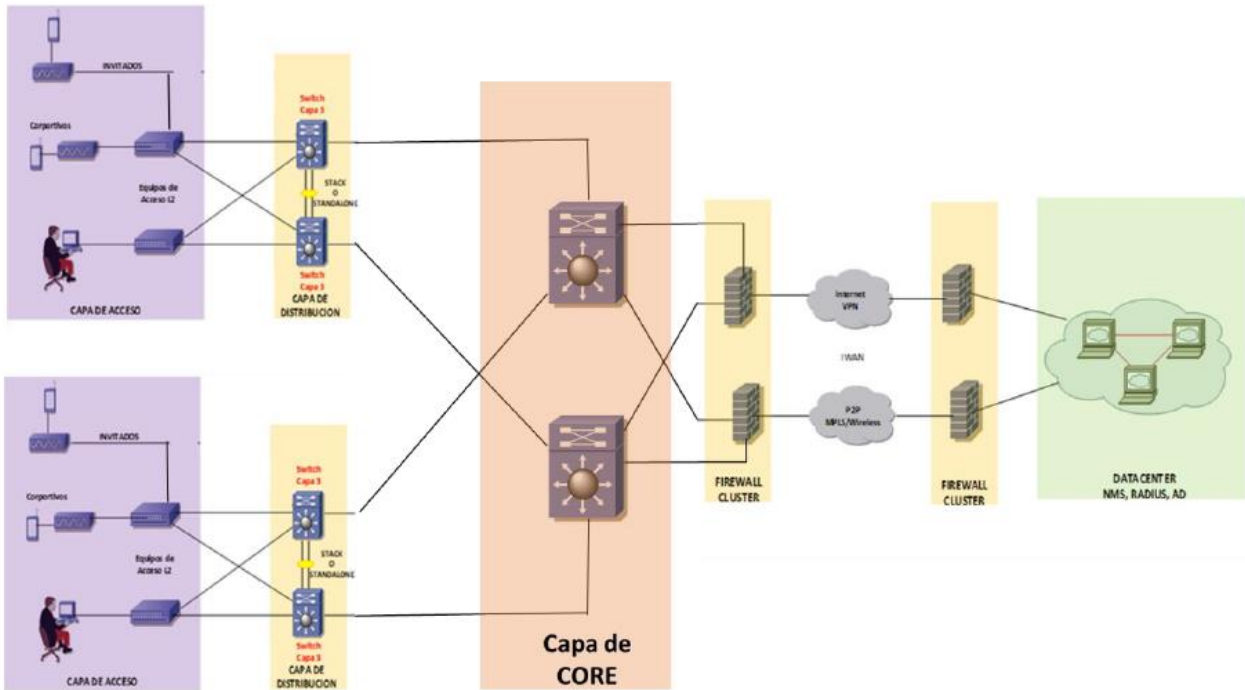 INVITADOS
Corportivos
Equipos de
Acceso L2
CAPA DE ACCESO
Switch
Capa 3
STACK
O
STANDALONE
Switch
Capa 3
CAPA DE
DISTRIBUCION
INVITADOS
Corportivos
Equipos de
Acceso L2
CAPA DE ACCESO
Switch
Capa 3
STACK
O
STANDALONE
Switch
Capa 3
CAPA DE
DISTRIBUCION
Capa de
CORE
FIREWALL
CLUSTER
Internet
VPN
IWAN
P2P
MPLS/Wireless
FIREWALL
CLUSTER
DATACENTER
NMS, RADIUS, AD